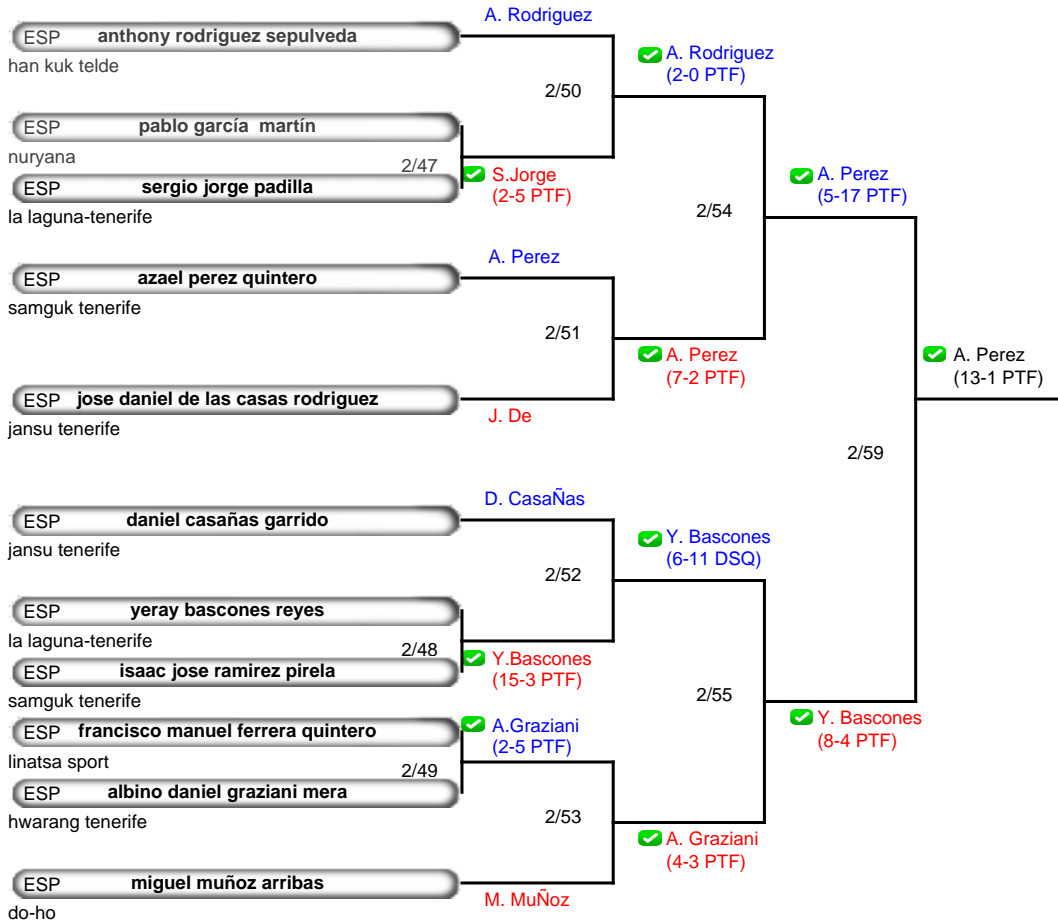 A. Rodriguez
ESP anthony rodriguez sepulveda
han kuk telde
A. Rodriguez
(2-0 PTF)
2/50
ESP pablo garcía  martín
nuryana
2/47
S.Jorge
(2-5 PTF)
ESP sergio jorge padilla
la laguna-tenerife
A. Perez
(5-17 PTF)
2/54
A. Perez
ESP azael perez quintero
samguk tenerife
2/51
A. Perez
(7-2 PTF)
A. Perez
(13-1 PTF)
ESP jose daniel de las casas rodriguez
jansu tenerife
J. De
2/59
D. CasaÑas
ESP daniel casañas garrido
jansu tenerife
Y. Bascones
(6-11 DSQ)
2/52
ESP yeray bascones reyes
la laguna-tenerife
2/48
Y.Bascones
(15-3 PTF)
ESP isaac jose ramirez pirela
samguk tenerife
2/55
Y. Bascones
(8-4 PTF)
A.Graziani
(2-5 PTF)
ESP francisco manuel ferrera quintero
linatsa sport
2/49
ESP albino daniel graziani mera
hwarang tenerife
2/53
A. Graziani
(4-3 PTF)
ESP miguel muñoz arribas
do-ho
M. MuÑoz